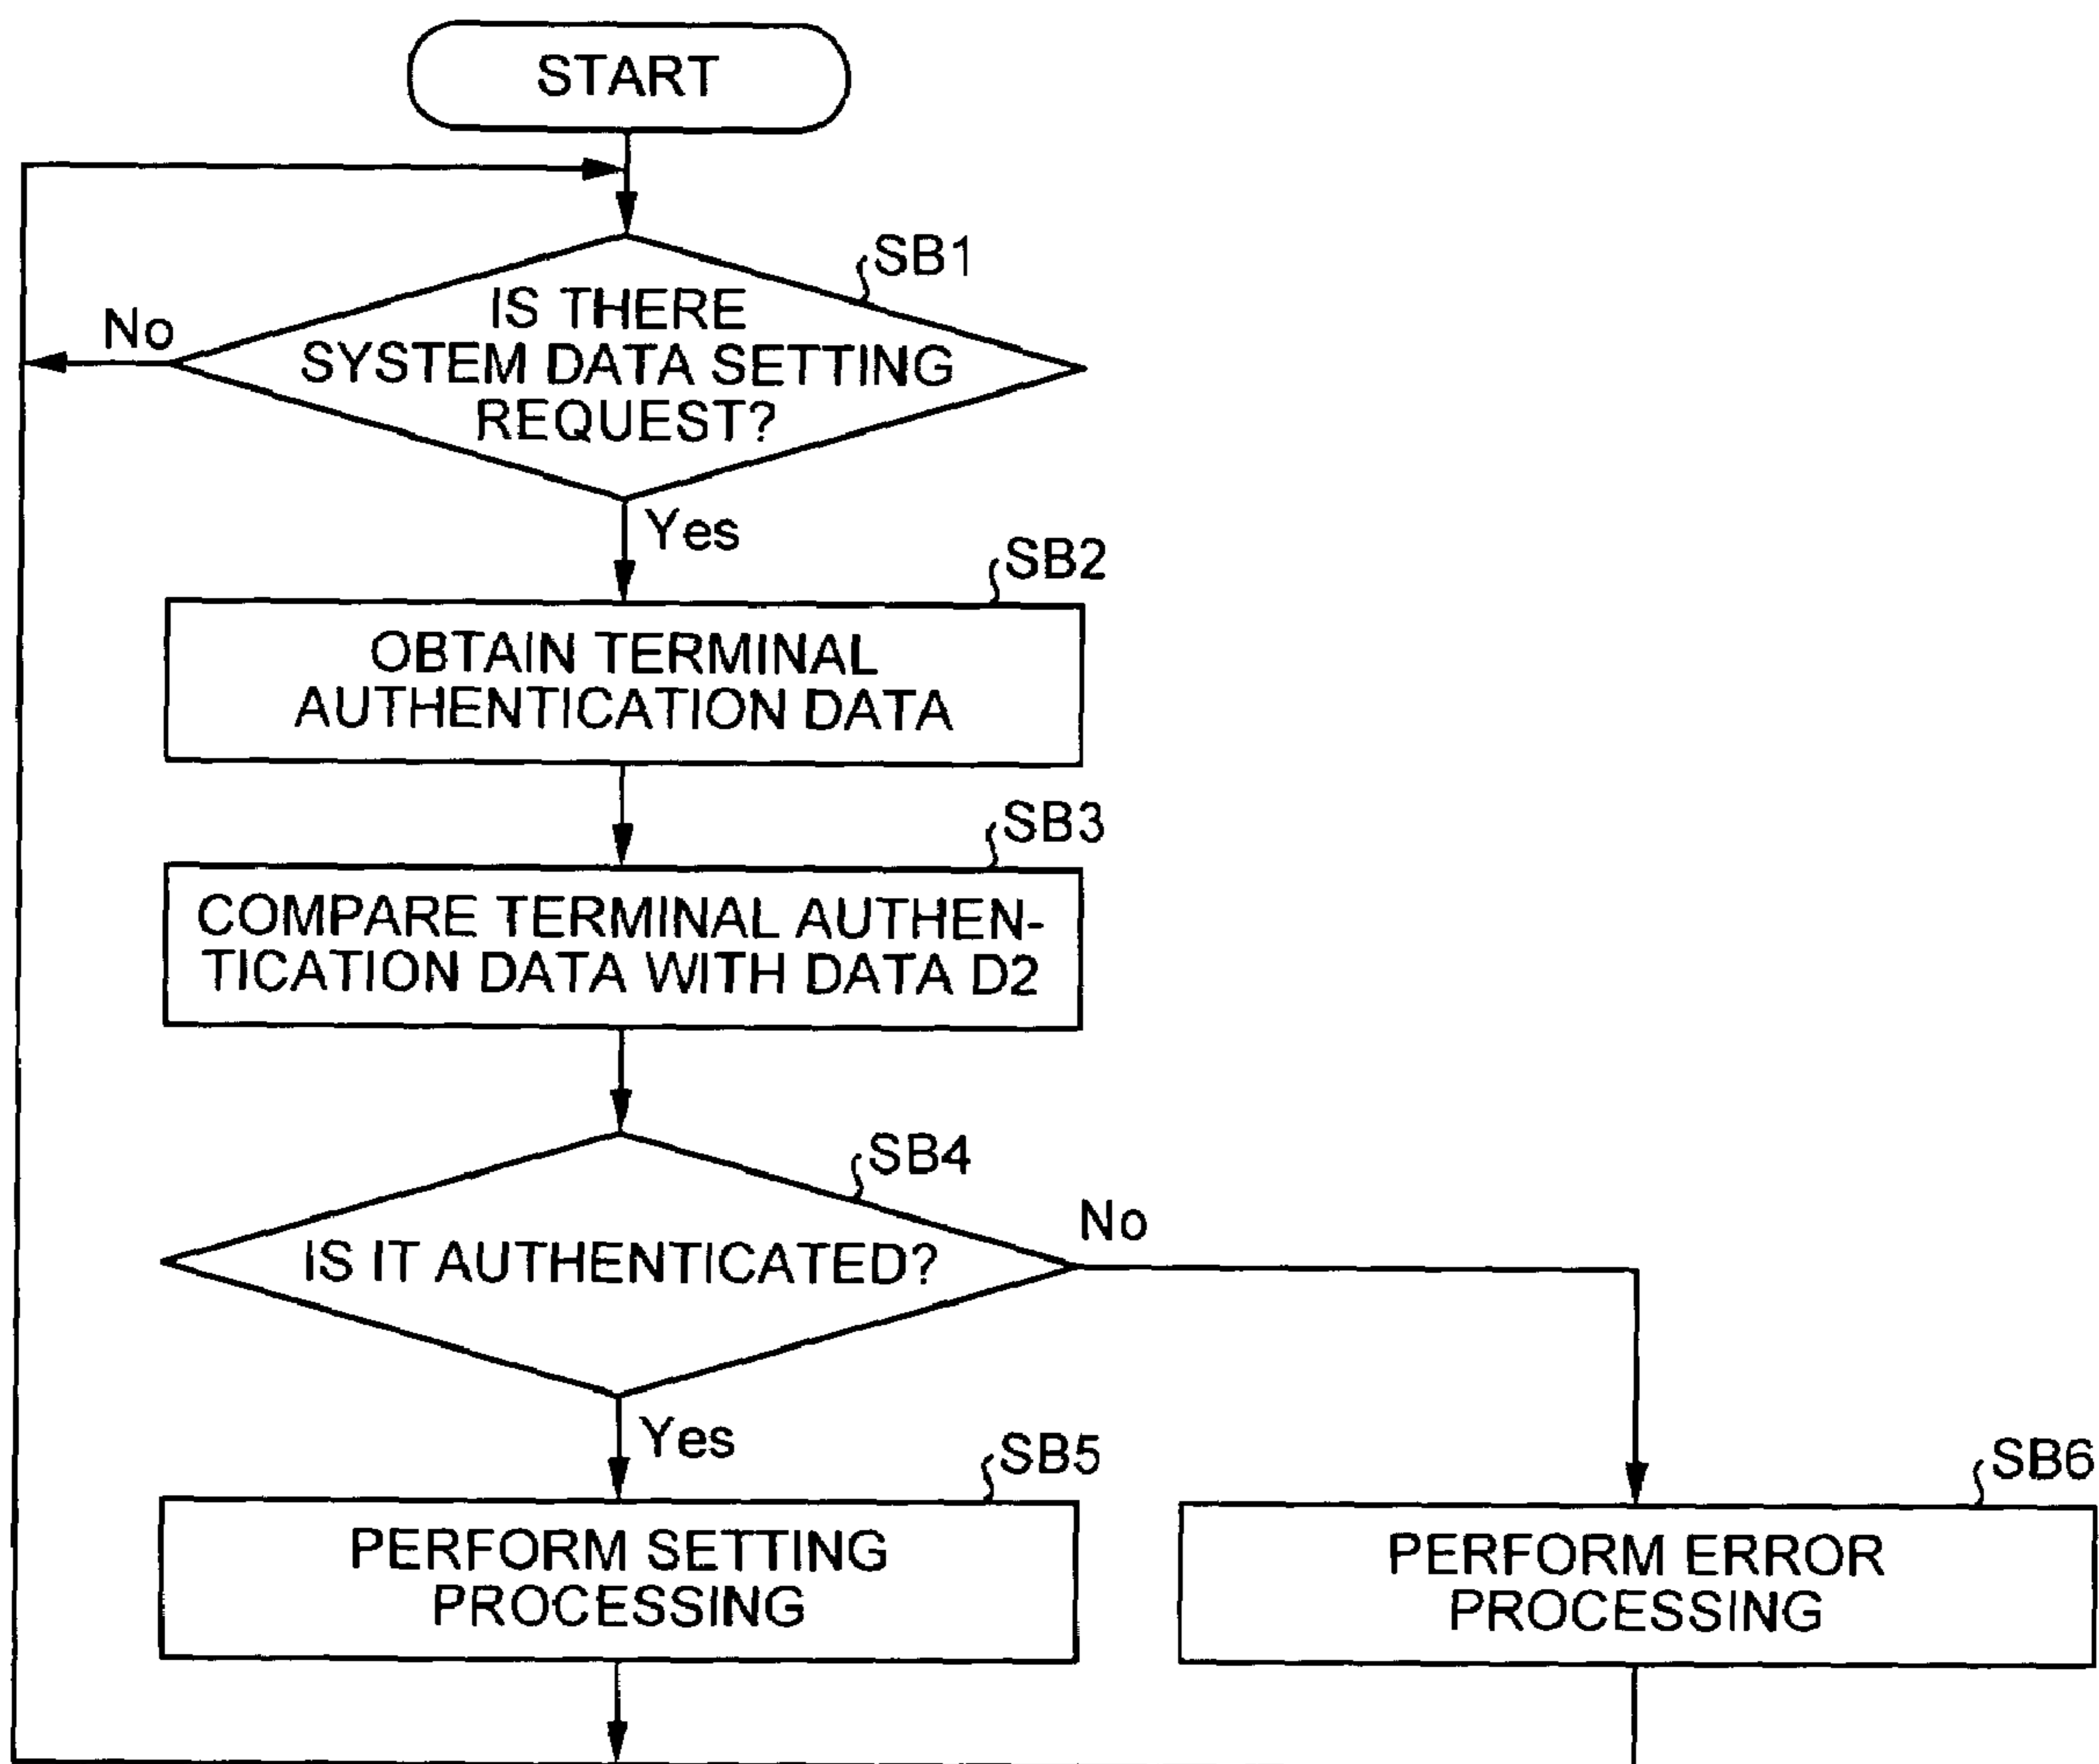 START
SB1
IS THERE
No
SYSTEM DATA SETTING
REQUEST?
Yes
SB2
OBTAIN TERMINAL
AUTHENTICATION DATA
SB3
COMPARE TERMINAL AUTHEN-
TICATION DATA WITH DATA D2
SB4
No
IS IT AUTHENTICATED?
Yes
SB5
SB6
PERFORM SETTING
PROCESSING
PERFORM ERROR
PROCESSING